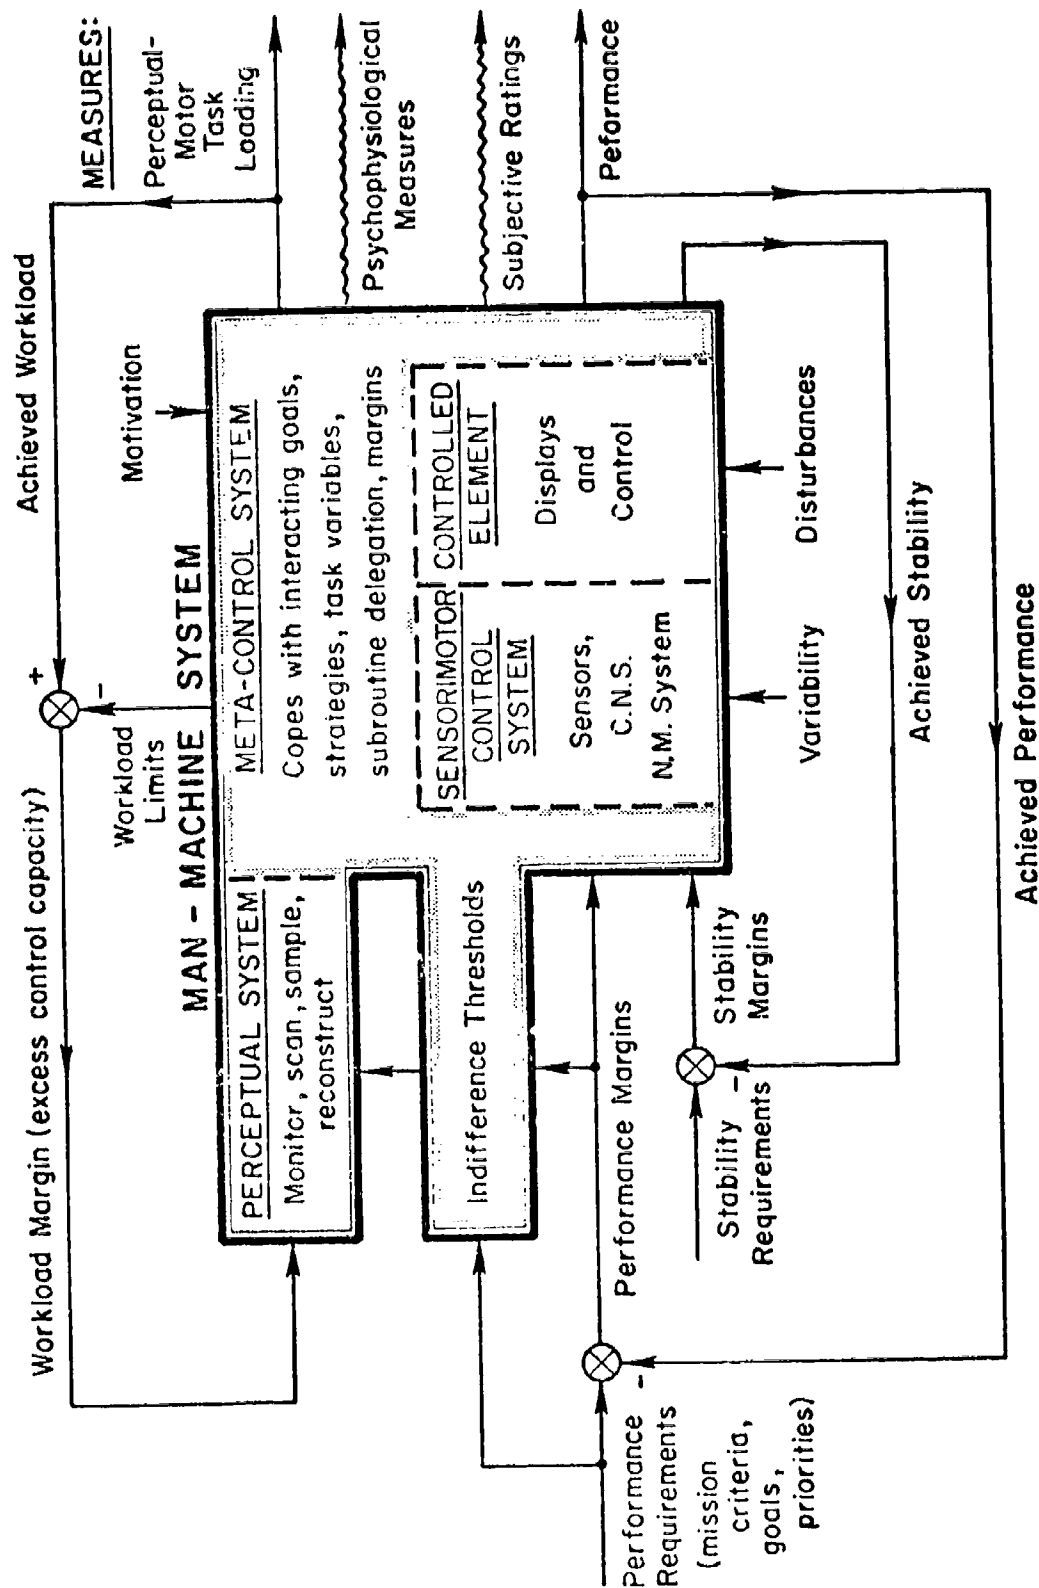 MEASURES:
Perceptual-
Motor
Task
Loading
Psychophysiological
Measures
Subjective Ratings
Peformance
Achieved Workload
Motivation
+
-
Workload
Limits
Workload Margin (excess control capacity)
MAN - MACHINE SYSTEM
PERCEPTUAL SYSTEM
Monitor, scan, sample,
reconstruct
META-CONTROL SYSTEM
Copes with interacting goals,
strategies, task variables,
subroutine delegation, margins
Indifference Thresholds
SENSORIMOTOR
CONTROL
SYSTEM
Sensors,
C.N.S.
N.M. System
CONTROLLED
ELEMENT
Displays
and
Control
Performance Margins
Stability
Margins
Stability -
Requirements
Variability
Disturbances
Achieved Stability
Performance -
Requirements
(mission
criteria,
goals,
priorities)
Achieved Performance